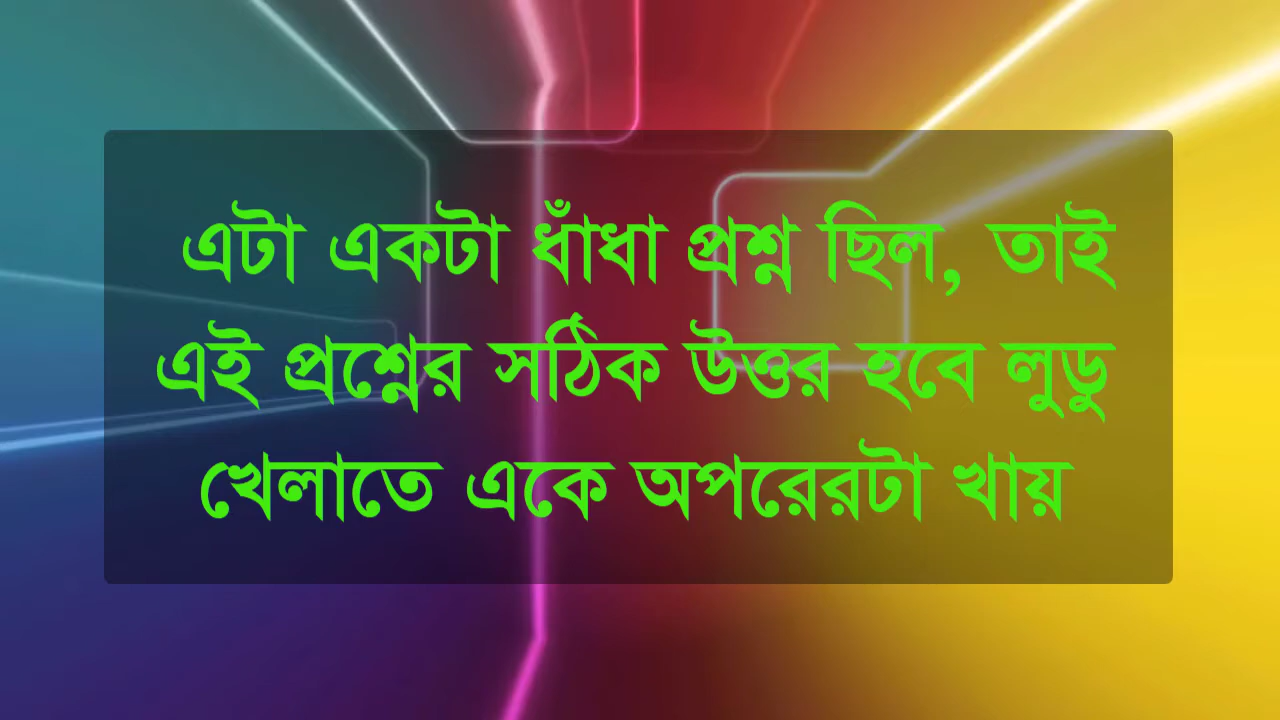 এটা একটা ধাঁধা প্রশ্ন ছিল, তাই
এই প্রশ্নের সঠিক উত্তর হবে লুডু
খেলাতে একে অপরেরটা খায়